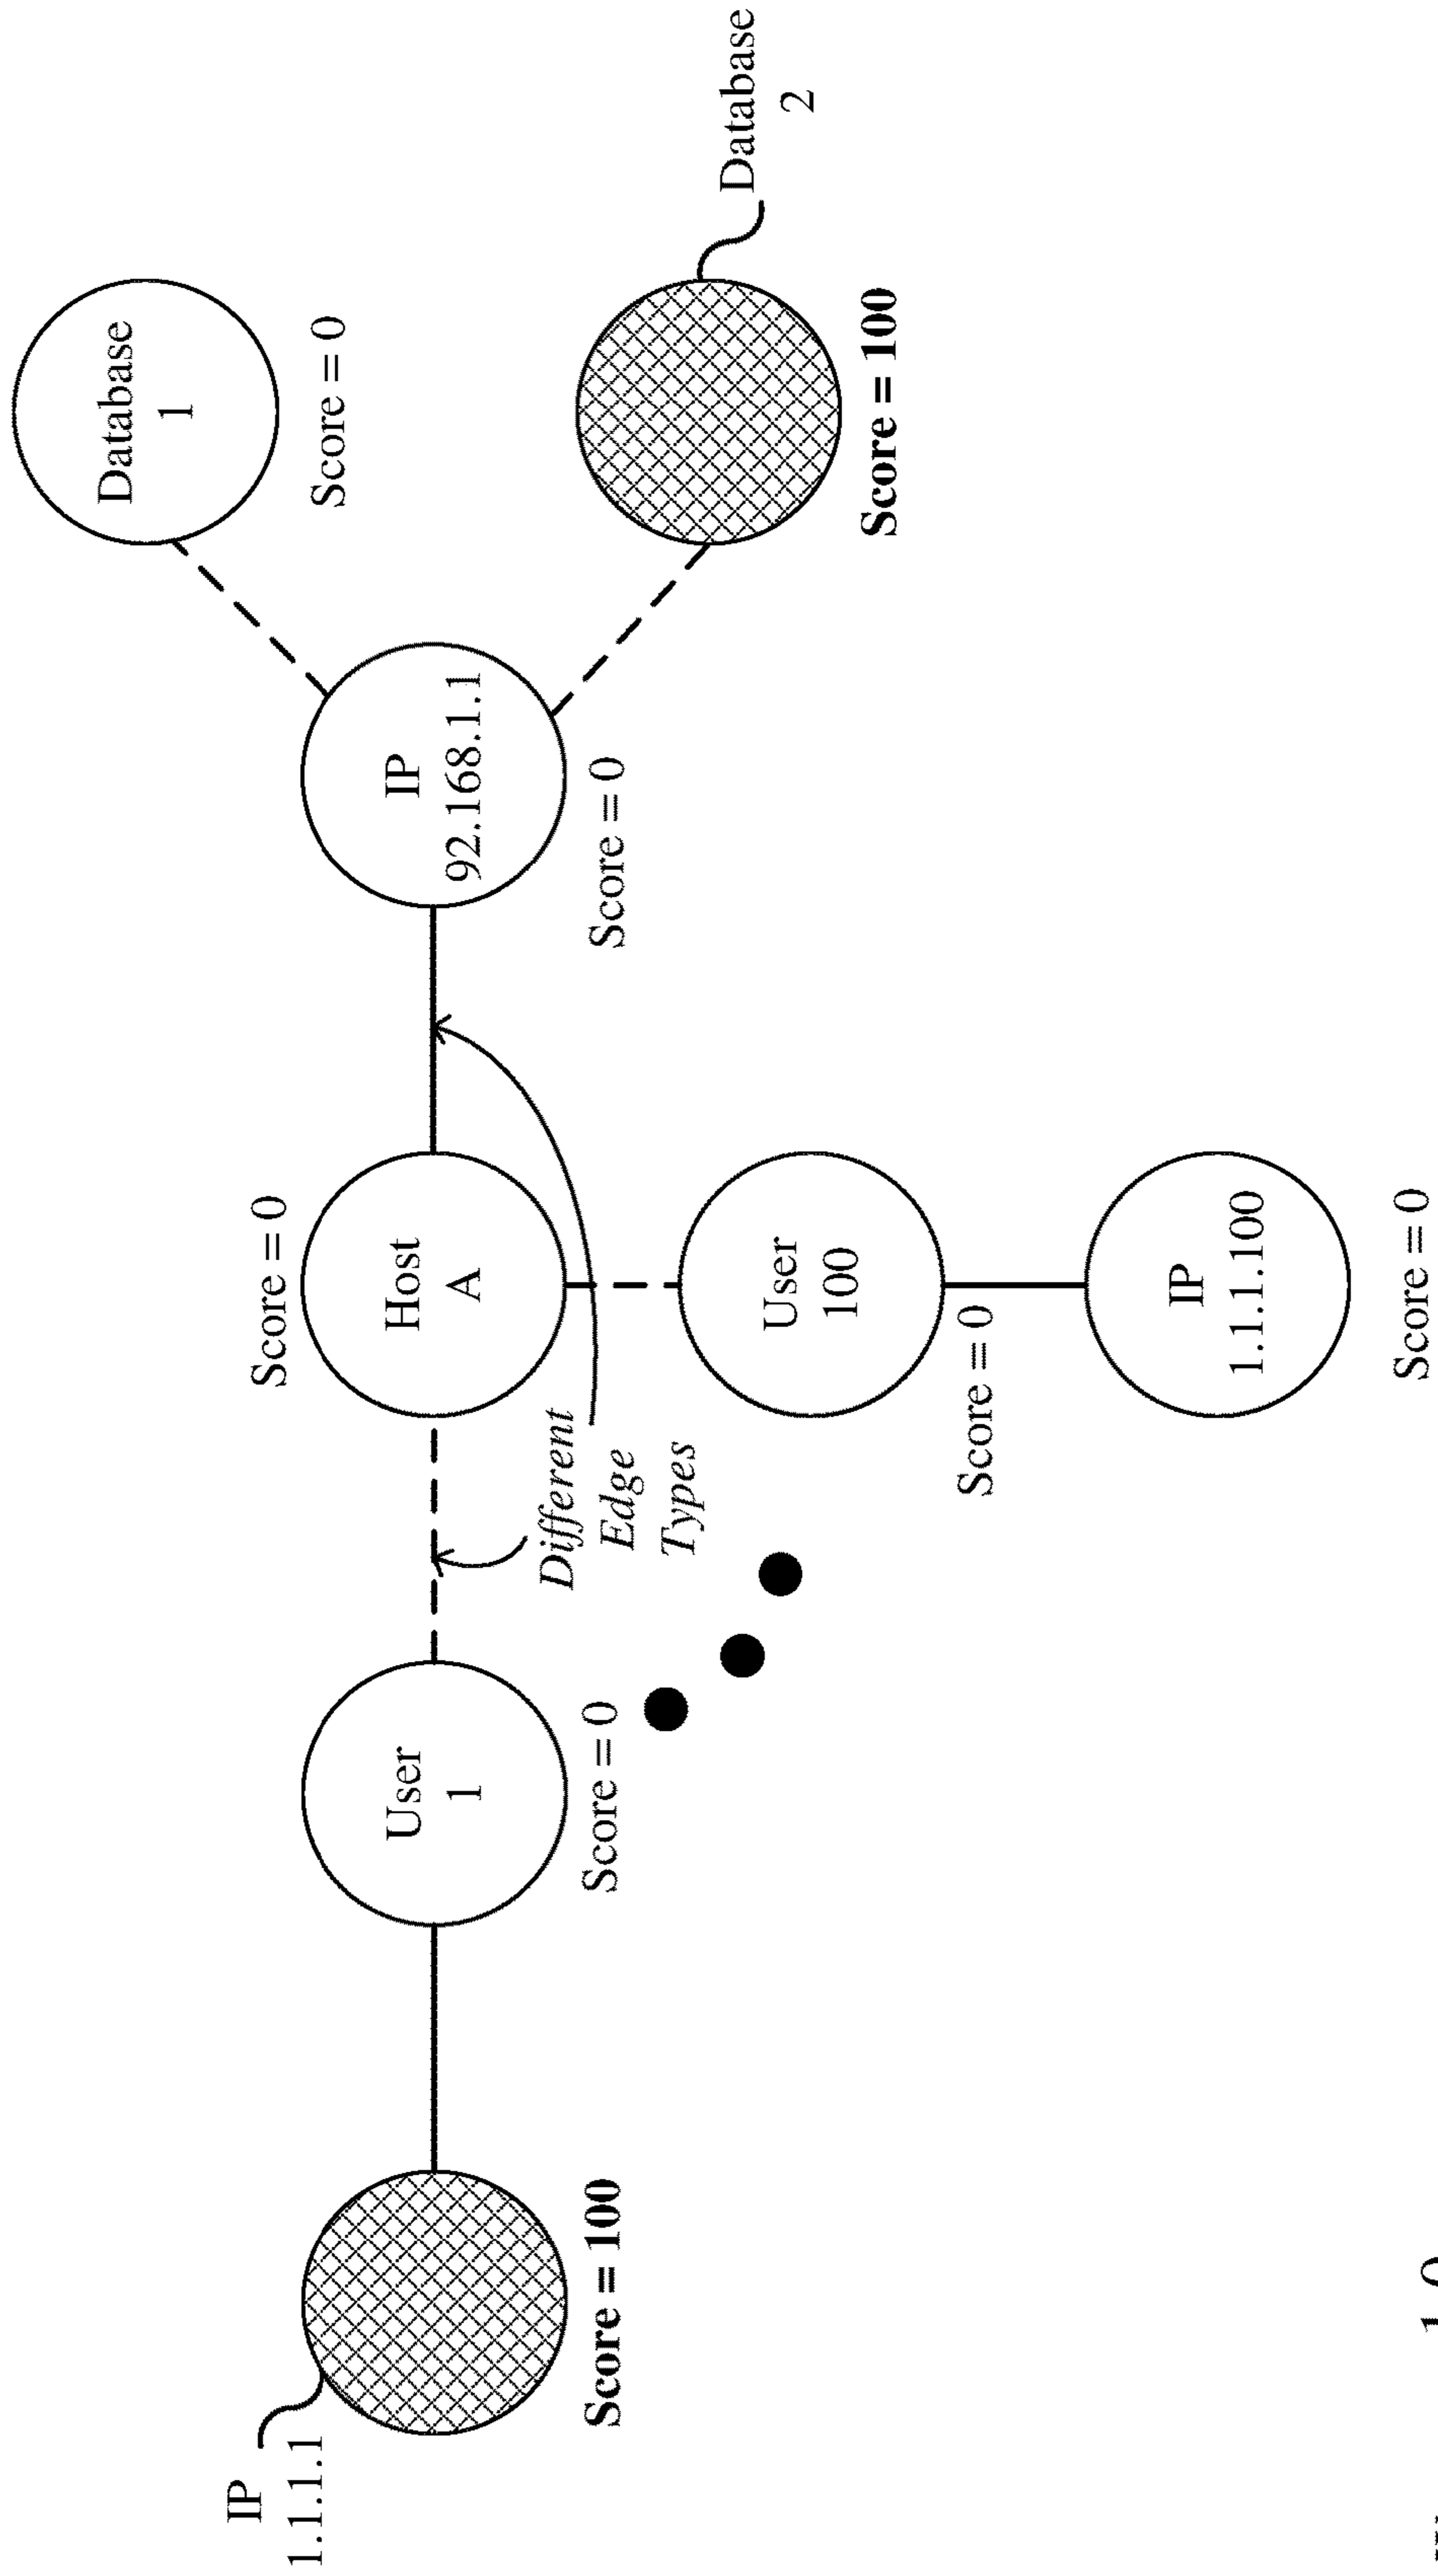 IP
1.1.1.1
Score = 100
User
1
Score = 0
Different
Edge
Types
Score = 0
Host
A
User
100
Score = 0
IP
1.1.1.100
Score = 0
IP
92.168.1.1
Score = 0
Database
1
Score = 0
Database
2
Score = 100